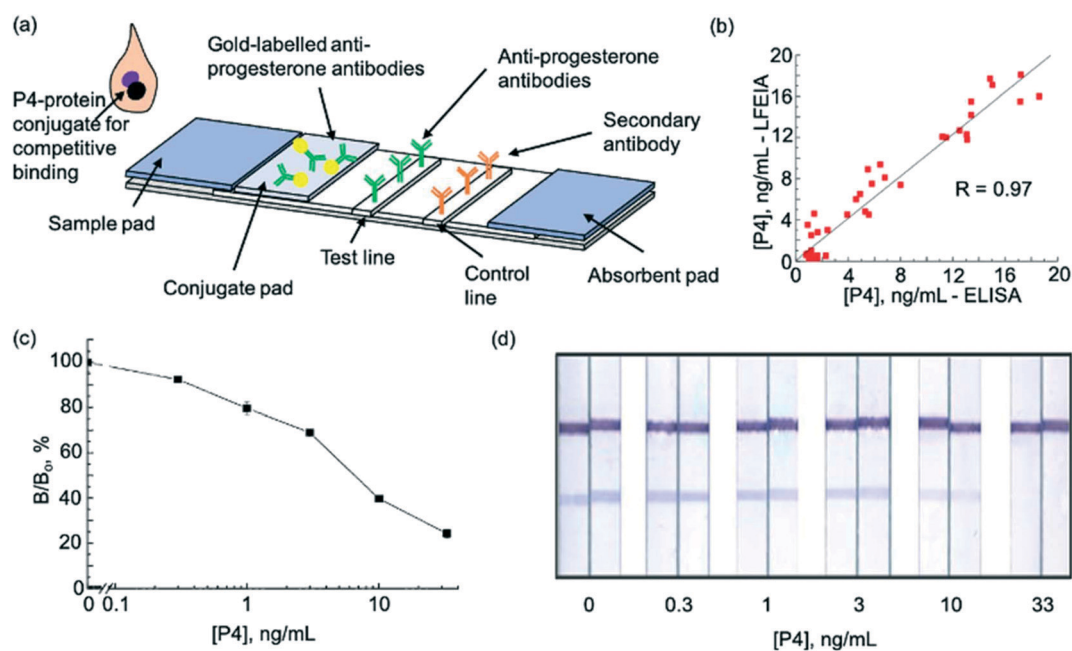 (a)
Gold-labelled anti-
progesterone antibodies
P4-protein
conjugate for
competitive
binding
Anti-progesterone
antibodies
Secondary
antibody
Sample pad
Conjugate pad
Test line
Control
line
Absorbent pad
(b)
[P4], ng/mL - LFEIA
20
16
12
8
4
0
R = 0.97
0 4 8 12 16 20
[P4], ng/mL - ELISA
(c)
B/B₀, %
100
80
60
40
20
0
0 0.1 1 10
[P4], ng/mL
(d)
0 0.3 1 3 10 33
[P4], ng/mL